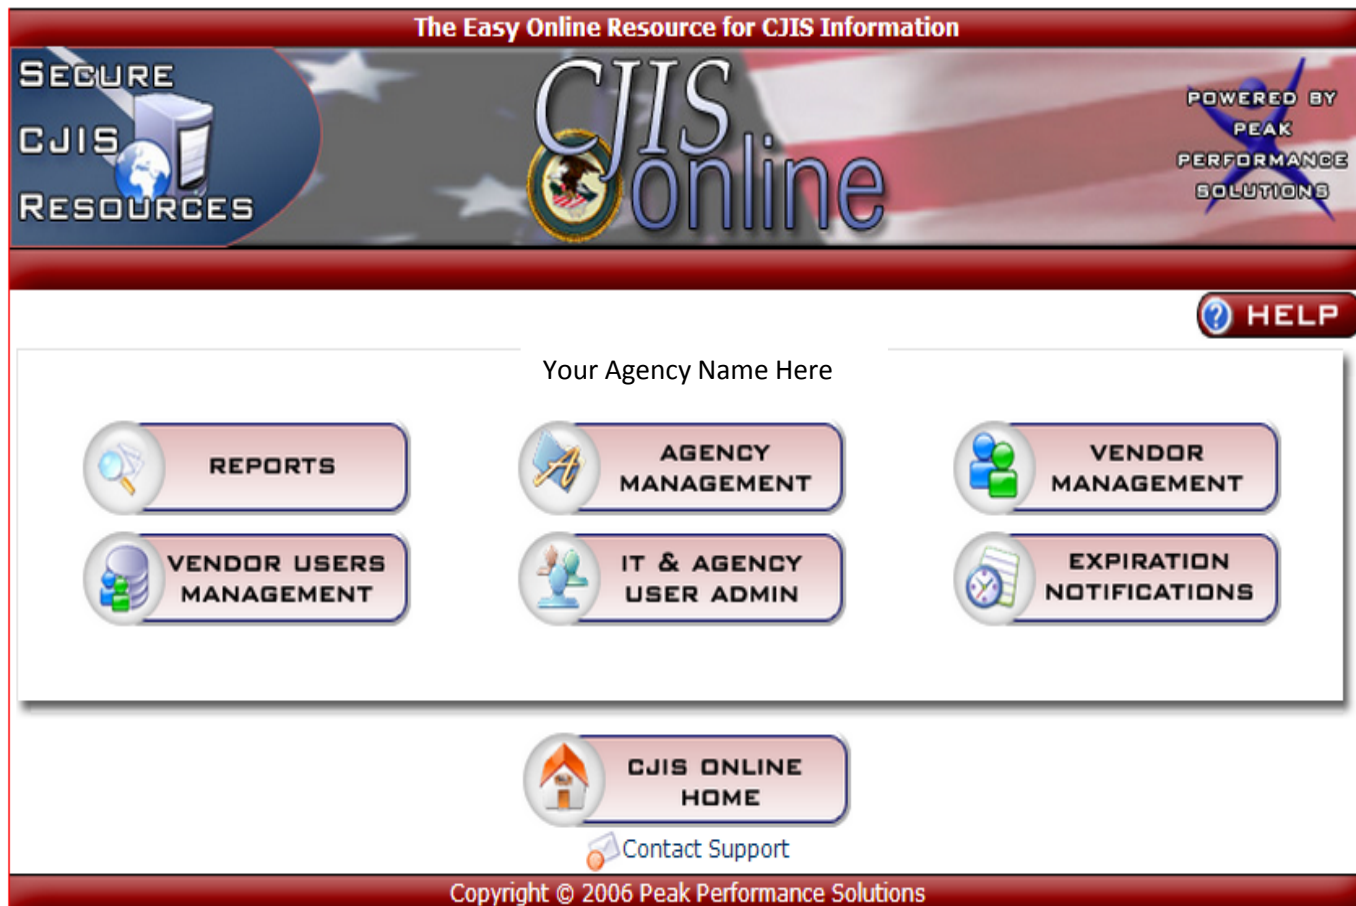 The Easy Online Resource for CJIS Information
SECURE
CJIS
RESOURCES
CJIS
online
POWERED BY
PEAK
PERFORMANCE
SOLUTIONS
? HELP
Your Agency Name Here
REPORTS
AGENCY
MANAGEMENT
VENDOR
MANAGEMENT
VENDOR USERS
MANAGEMENT
IT & AGENCY
USER ADMIN
EXPIRATION
NOTIFICATIONS
CJIS ONLINE
HOME
Contact Support
Copyright © 2006 Peak Performance Solutions